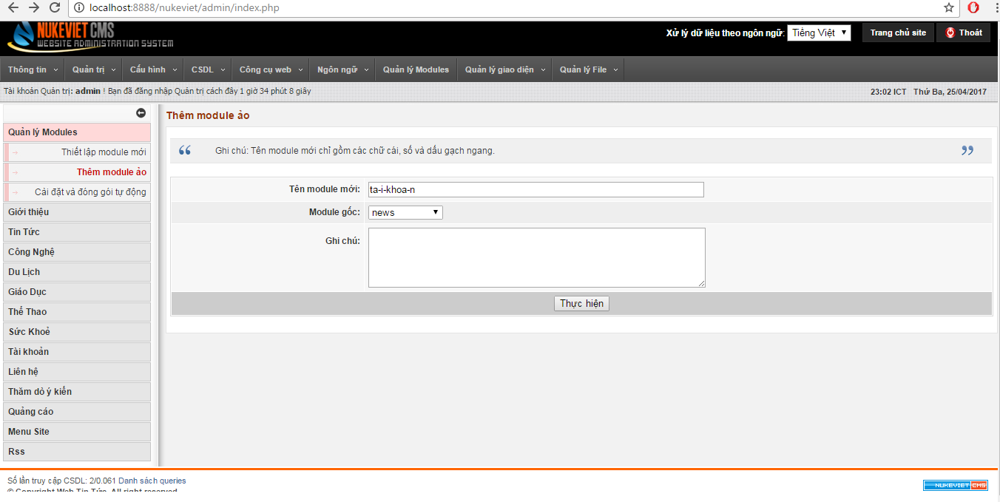 localhost:8888/nukeviet/admin/index.php
NUKEVIET CMS
WEBSITE ADMINISTRATION SYSTEM
Xử lý dữ liệu theo ngôn ngữ: Tiếng Việt Trang chủ site Thoát
Thông tin Quản trị Cấu hình CSDL Công cụ web Ngôn ngữ Quản lý Modules Quản lý giao diện Quản lý File
Tài khoản Quản trị: admin ! Bạn đã đăng nhập Quản trị cách đây 1 giờ 34 phút 8 giây 23:02 ICT Thứ Ba, 25/04/2017
Quản lý Modules
Thiết lập module mới
Thêm module ảo
Cài đặt và đóng gói tự động
Giới thiệu
Tin Tức
Công Nghệ
Du Lịch
Giáo Dục
Thể Thao
Sức Khoẻ
Tài khoản
Liên hệ
Thăm dò ý kiến
Quảng cáo
Menu Site
Rss
Thêm module ảo
“ Ghi chú: Tên module mới chỉ gồm các chữ cái, số và dấu gạch ngang. ”
Tên module mới: ta-i-khoa-n
Module gốc: news
Ghi chú:
Thực hiện
Số lần truy cập CSDL: 2/0.061 Danh sách queries
© Copyright Web Tin Tức. All right reserved
NUKEVIET CMS